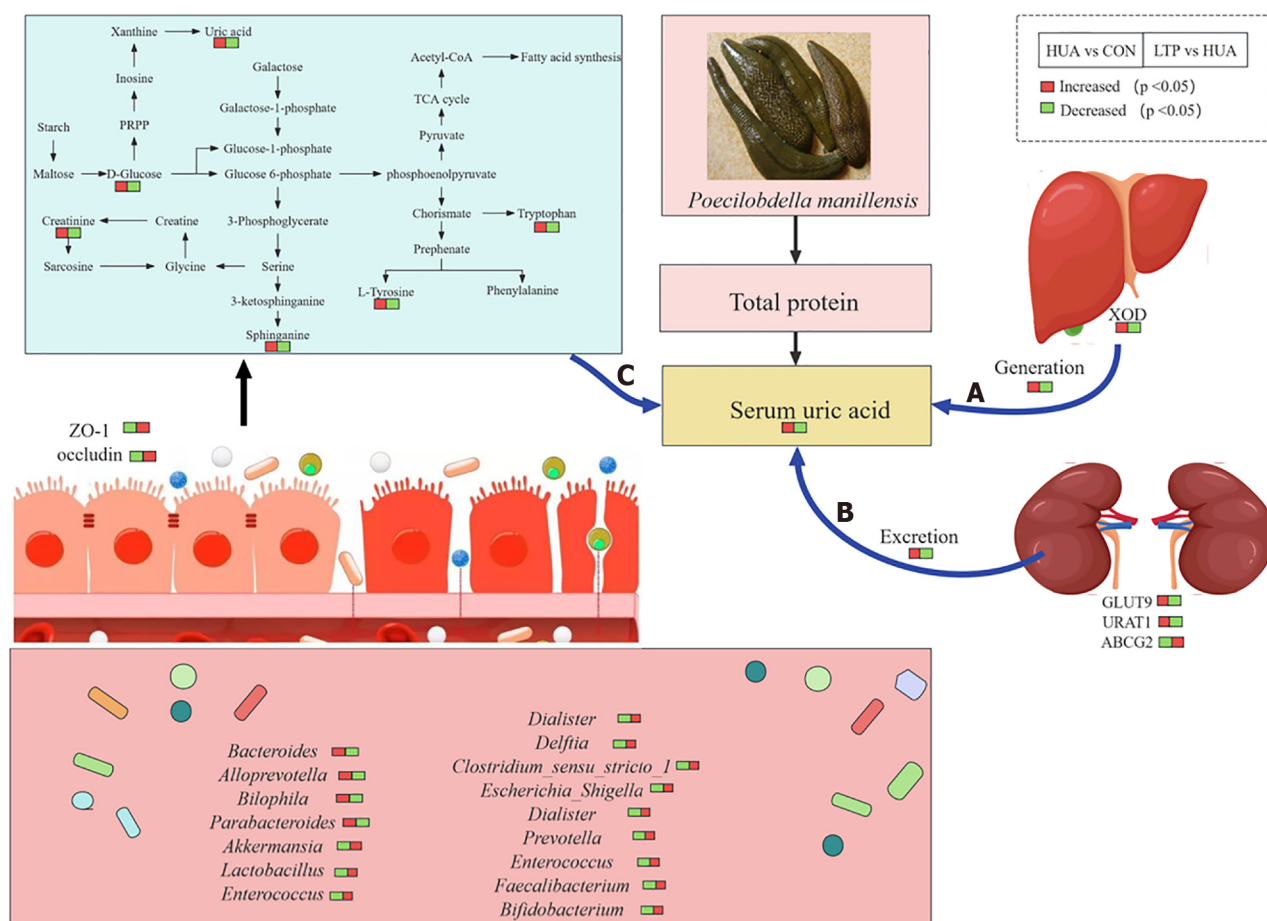 Xanthine
Uric acid
Inosine
PRPP
Starch
Maltose
D-Glucose
Galactose
Galactose-1-phosphate
Glucose-1-phosphate
Glucose 6-phosphate
3-Phosphoglycerate
Creatinine
Creatine
Sarcosine
Glycine
Serine
3-ketosphinganine
Sphinganine
Acetyl-CoA
Fatty acid synthesis
TCA cycle
Pyruvate
phosphoenolpyruvate
Chorismate
Tryptophan
Prephenate
L-Tyrosine
Phenylalanine
Poecilobdella manillensis
Total protein
Serum uric acid
HUA vs CON
LTP vs HUA
Increased (p <0.05)
Decreased (p <0.05)
XOD
Generation
A
C
B
Excretion
GLUT9
URAT1
ABCG2
ZO-1
occludin
Bacteroides
Alloprevotella
Bilophila
Parabacteroides
Akkermansia
Lactobacillus
Enterococcus
Dialister
Delftia
Clostridium_sensu_stricto_1
Escherichia_Shigella
Dialister
Prevotella
Enterococcus
Faecalibacterium
Bifidobacterium